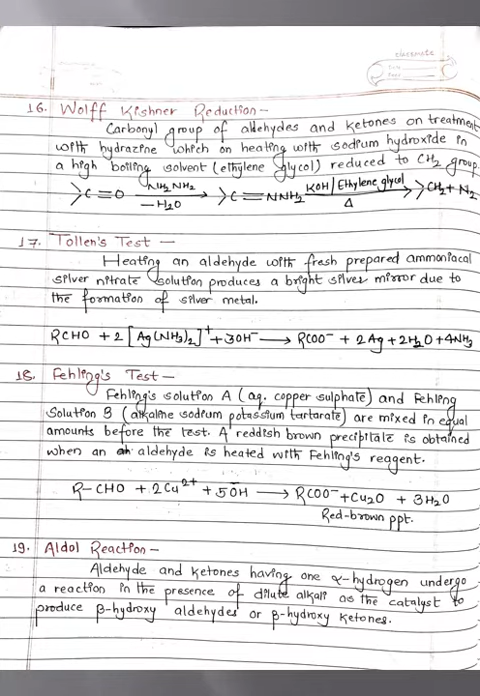 classmate
Date
Page
16. Wolff Kishner Reduction —
Carbonyl group of aldehydes and ketones on treatment
with hydrazine which on heating with sodium hydroxide in
a high boiling solvent (ethylene glycol) reduced to CH₂ group.
>C=O —NH₂NH₂/−H₂O→ >C=NNH₂ —KOH/Ethylene glycol/Δ→ >CH₂ + N₂
17. Tollen's Test —
Heating an aldehyde with fresh prepared ammoniacal
silver nitrate solution produces a bright silver mirror due to
the formation of silver metal.
RCHO + 2[Ag(NH₃)₂]⁺ + 3OH⁻ → RCOO⁻ + 2Ag + 2H₂O + 4NH₃
18. Fehling's Test —
Fehling's solution A (aq. copper sulphate) and Fehling
Solution B (alkaline sodium potassium tartarate) are mixed in equal
amounts before the test. A reddish brown precipitate is obtained
when an aldehyde is heated with Fehling's reagent.
R–CHO + 2Cu²⁺ + 5OH⁻ → RCOO⁻ + Cu₂O + 3H₂O
Red-brown ppt.
19. Aldol Reaction —
Aldehyde and ketones having one α-hydrogen undergo
a reaction in the presence of dilute alkali as the catalyst to
produce β-hydroxy aldehydes or β-hydroxy ketones.